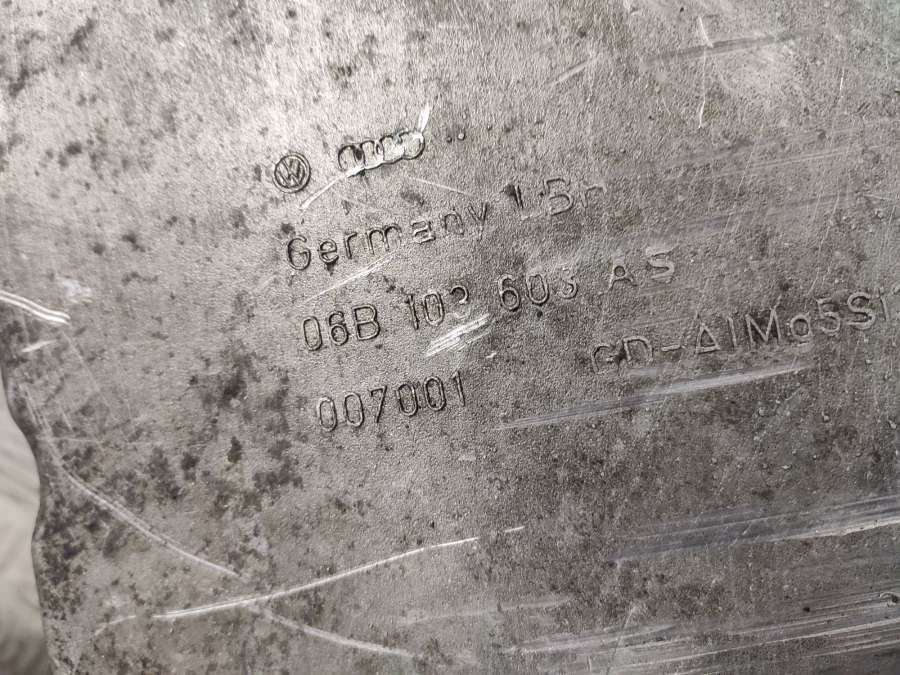 Germany LBn
06B 103 603 AS
GD-AlMg5Si
007001